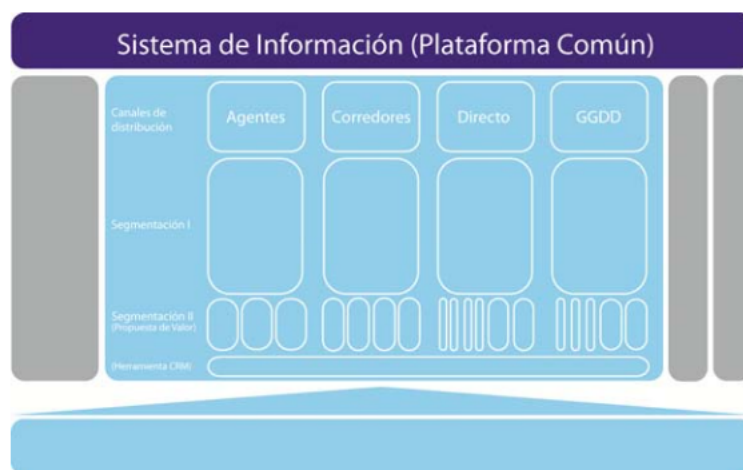 Sistema de Información (Plataforma Común)
Canales de
distribución
Agentes
Corredores
Directo
GGDD
Segmentación I
Segmentación II
(Propuesta de Valor)
(Herramienta CRM)